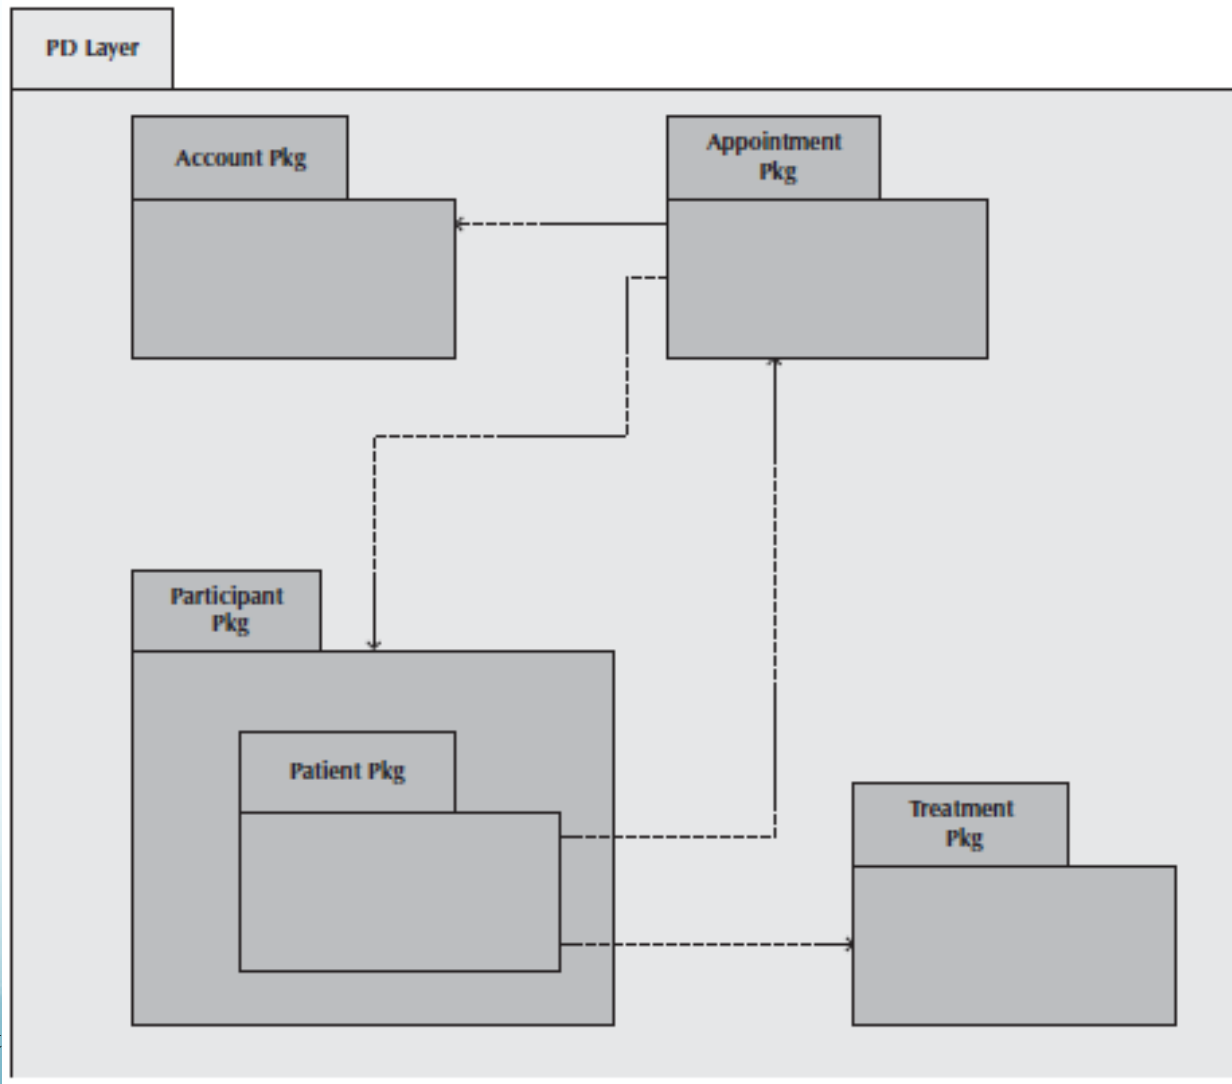 PD Layer
Account Pkg
Appointment
Pkg
Participant
Pkg
Patient Pkg
Treatment
Pkg